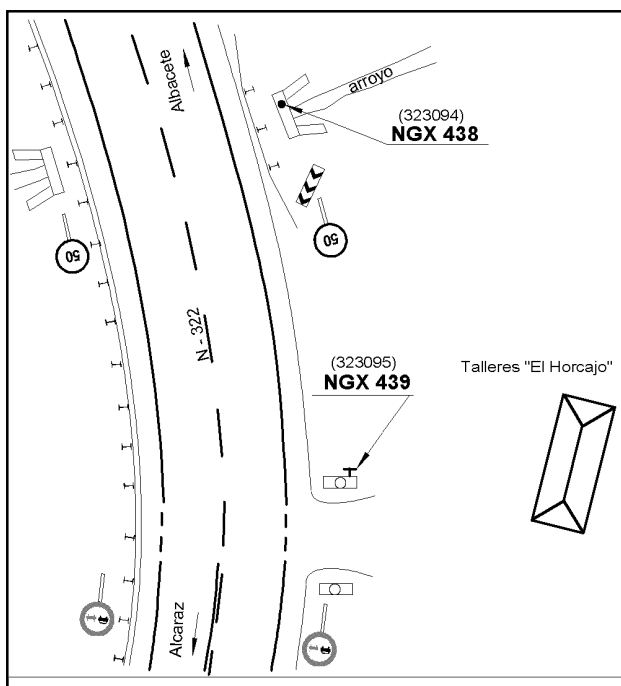 Albacete
arroyo
(323094)
NGX 438
50
50
N - 322
(323095)
NGX 439
Talleres "El Horcajo"
Alcaraz